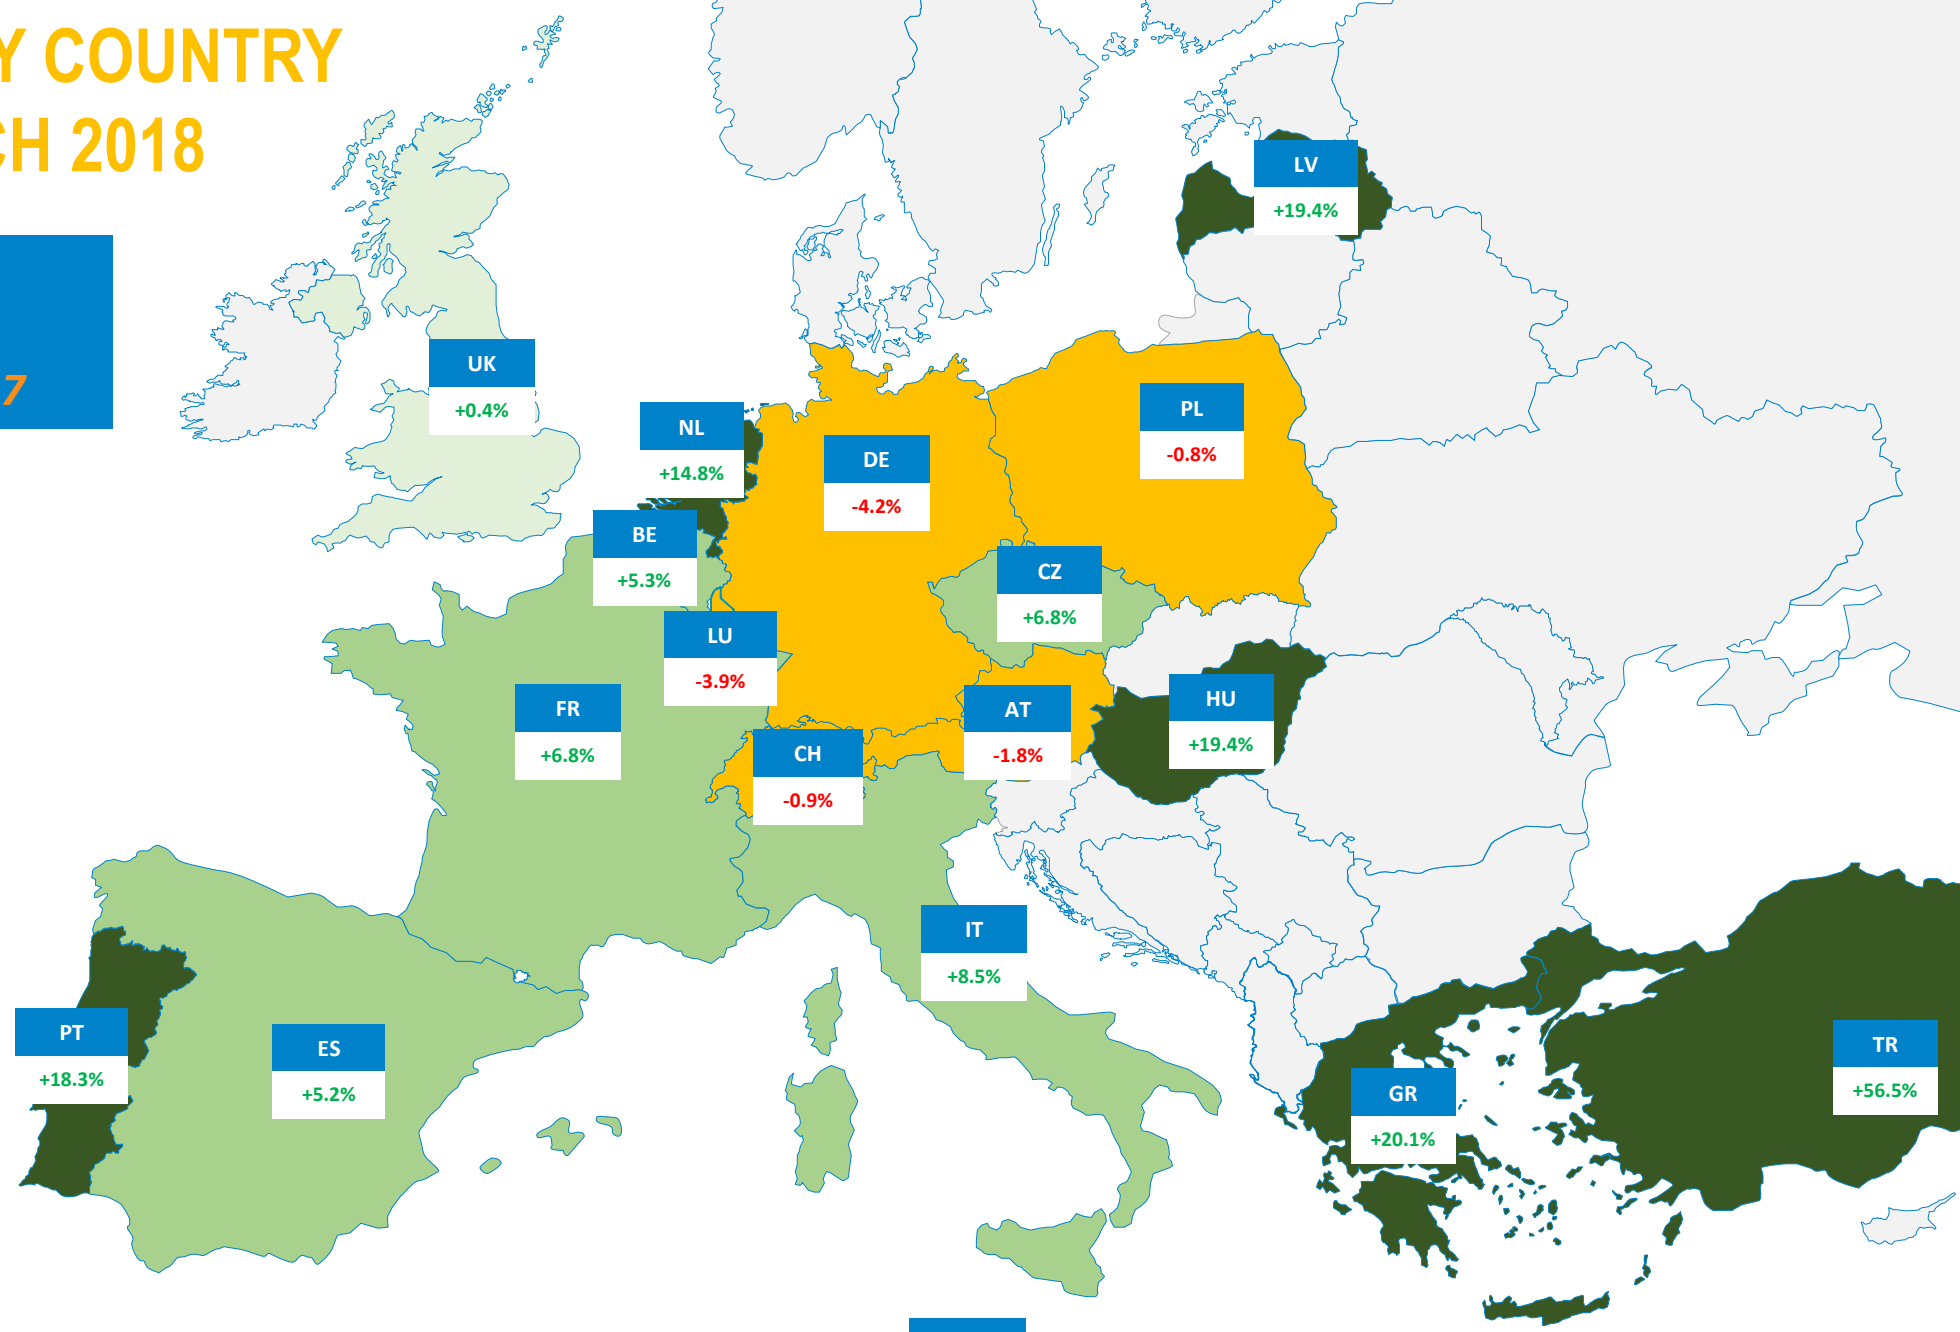 Y COUNTRY
CH 2018
7
LV
+19.4%
UK
+0.4%
PL
-0.8%
NL
+14.8%
DE
-4.2%
BE
+5.3%
CZ
+6.8%
LU
-3.9%
FR
+6.8%
AT
-1.8%
HU
+19.4%
CH
-0.9%
IT
+8.5%
PT
+18.3%
ES
+5.2%
TR
+56.5%
GR
+20.1%